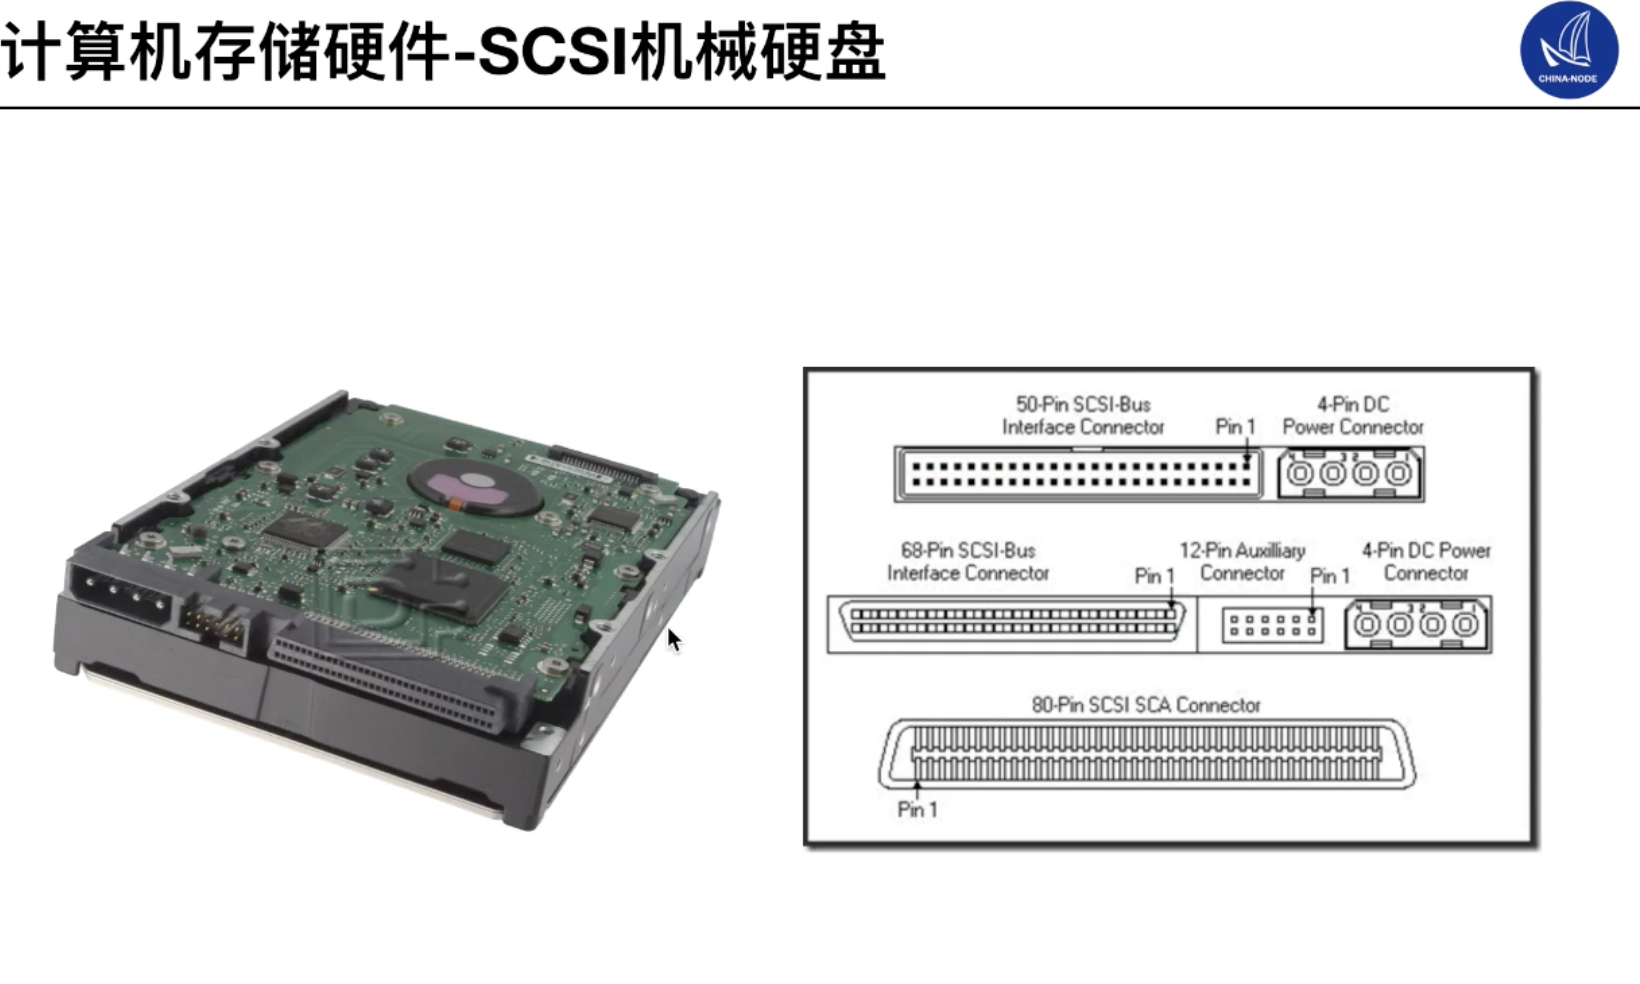 计算机存储硬件-SCSI机械硬盘
CHINA-NODE
50-Pin SCSI-Bus
Interface Connector
Pin 1
4-Pin DC
Power Connector
4 3 2 1
68-Pin SCSI-Bus
Interface Connector
Pin 1
12-Pin Auxilliary
Connector
Pin 1
4-Pin DC Power
Connector
4 3 2 1
80-Pin SCSI SCA Connector
Pin 1